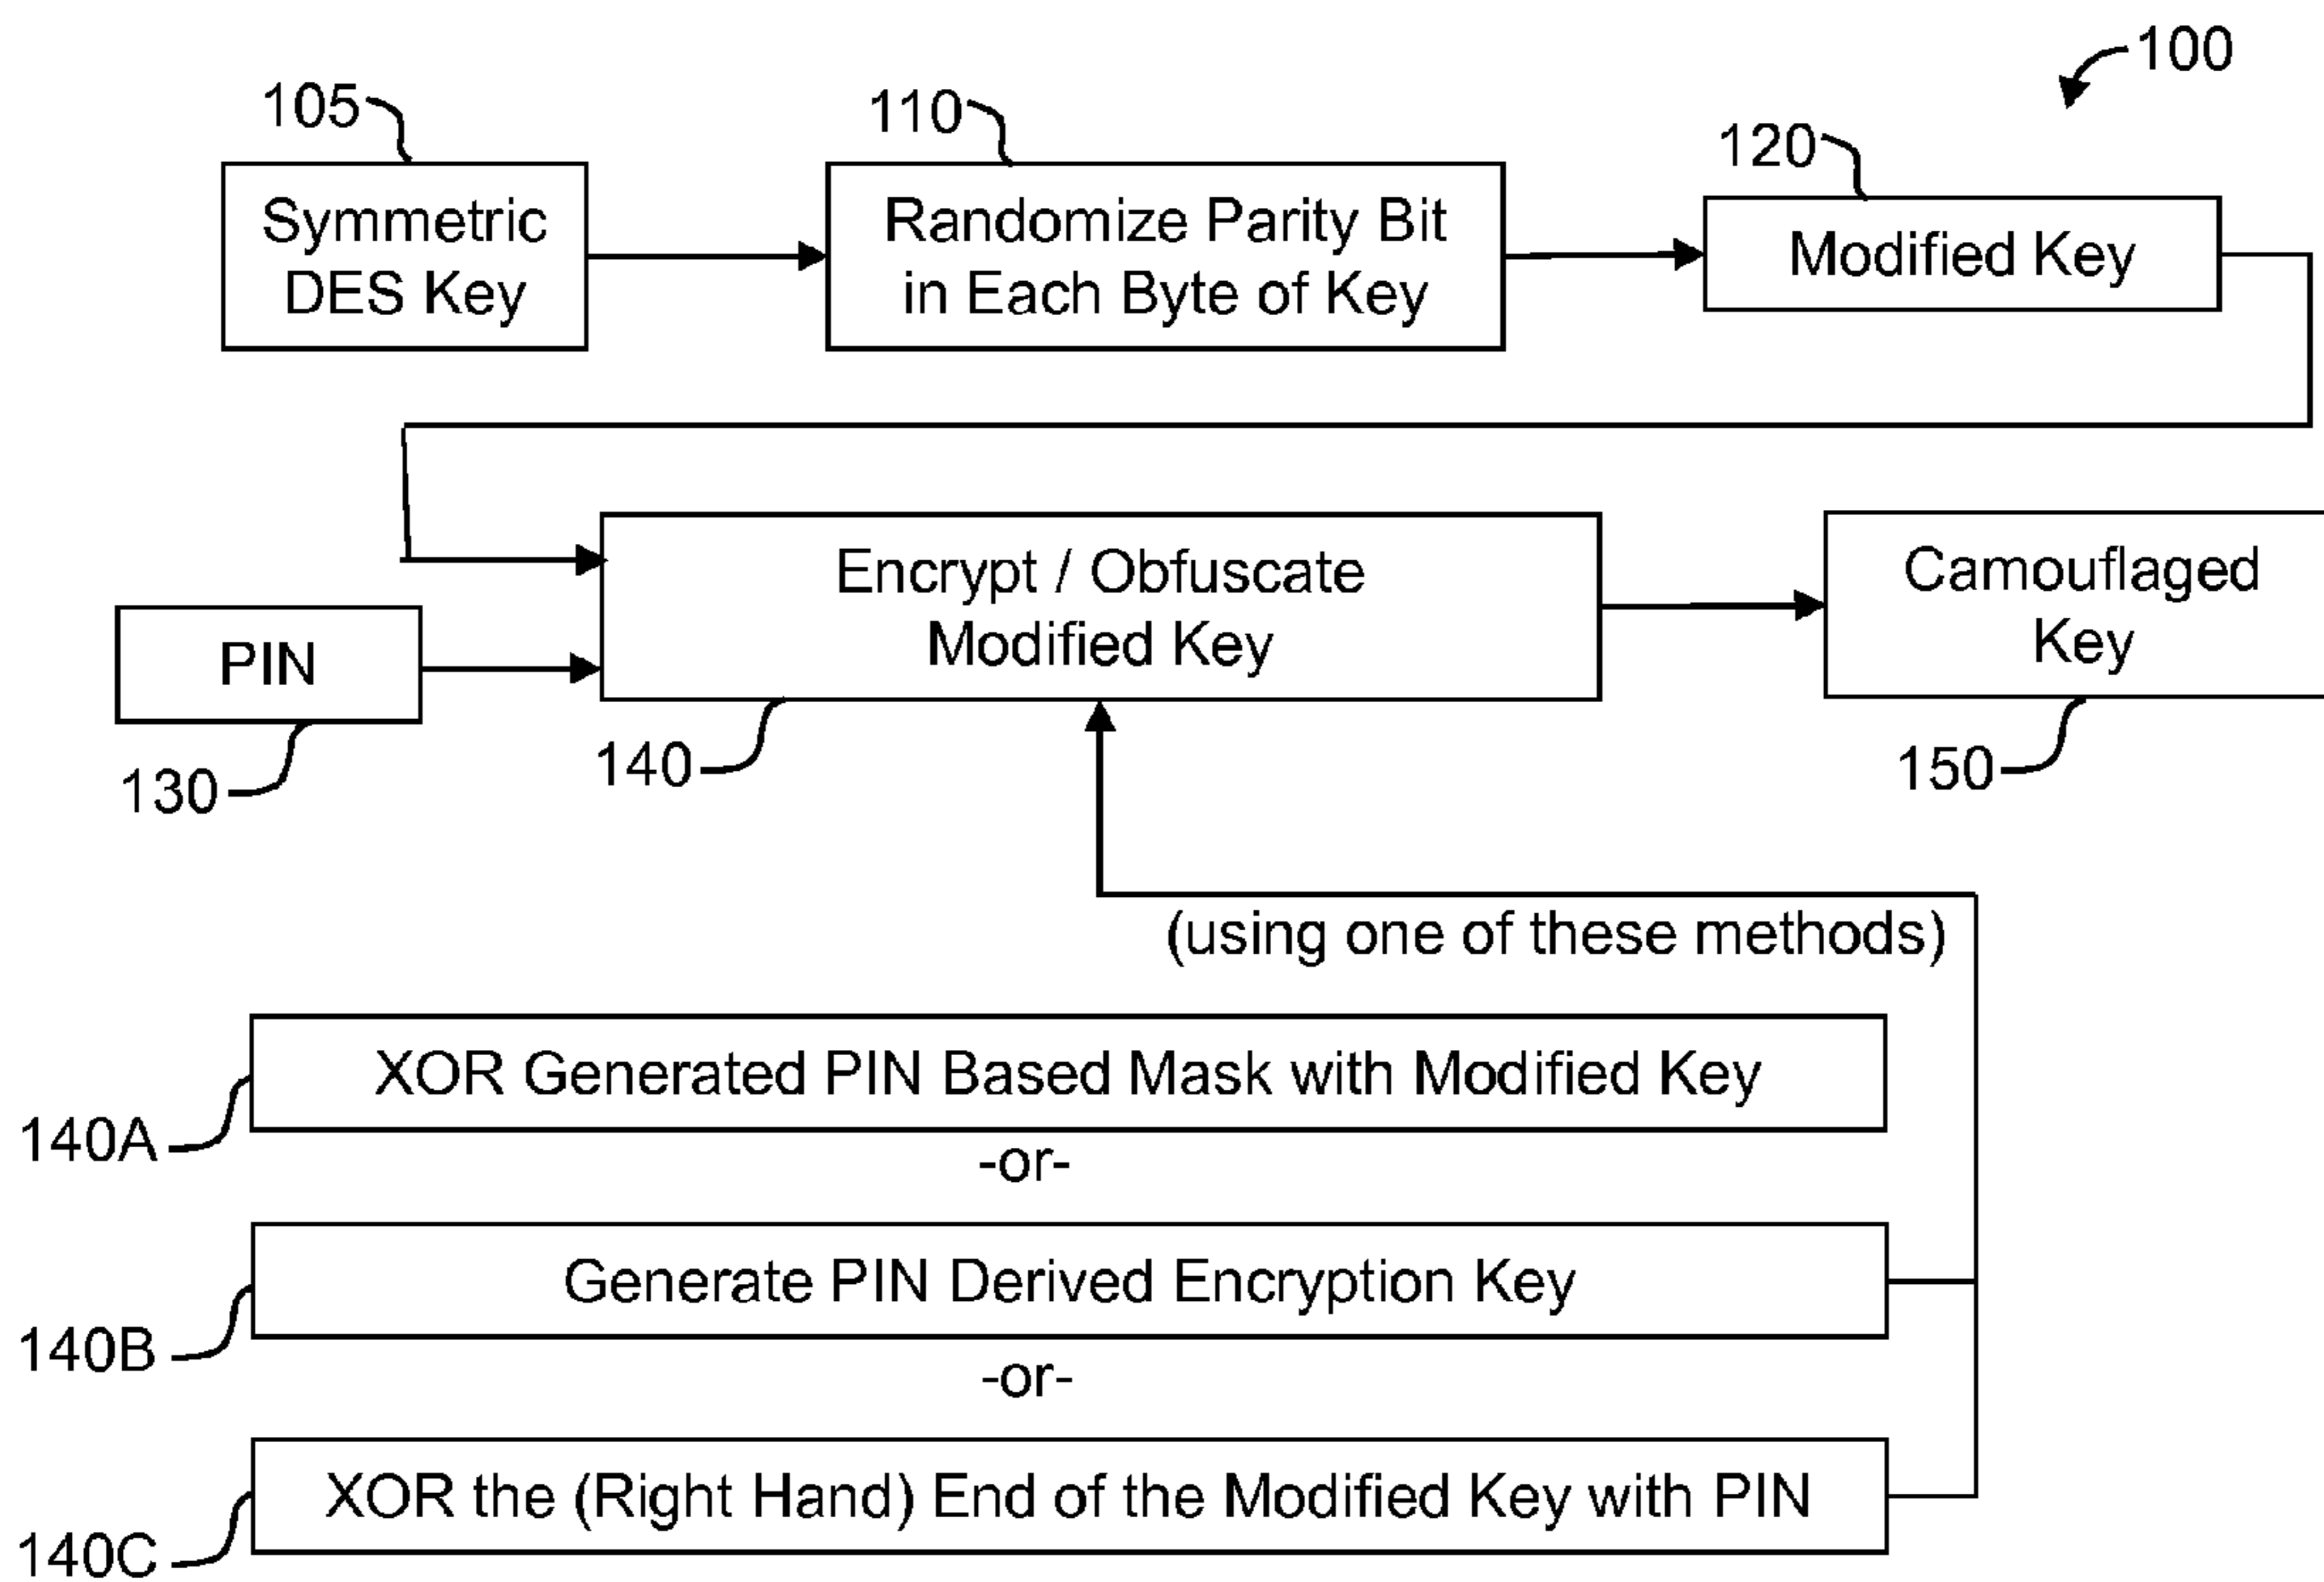 100
105
110
120
Symmetric
DES Key
Randomize Parity Bit
in Each Byte of Key
Modified Key
Encrypt / Obfuscate
Modified Key
Camouflaged
Key
PIN
130
140
150
(using one of these methods)
XOR Generated PIN Based Mask with Modified Key
140A
-or-
Generate PIN Derived Encryption Key
140B
-or-
XOR the (Right Hand) End of the Modified Key with PIN
140C